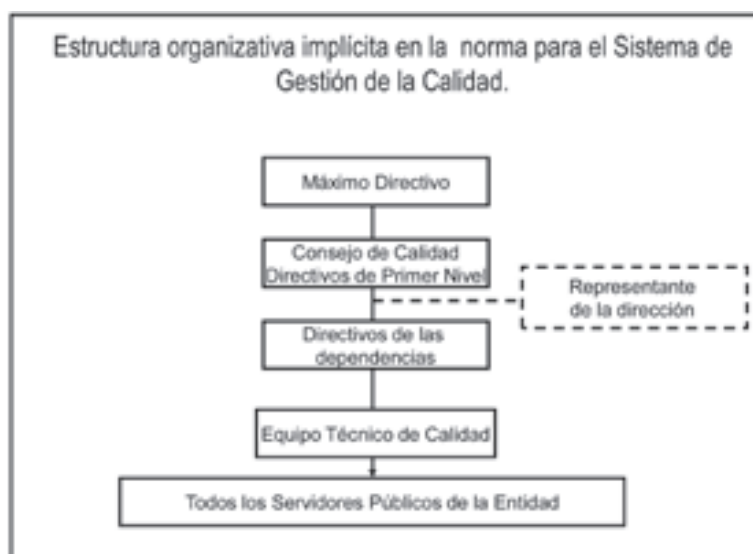 Estructura organizativa implícita en la norma para el Sistema de
Gestión de la Calidad.
Máximo Directivo
Consejo de Calidad
Directivos de Primer Nivel
Representante
de la dirección
Directivos de las
dependencias
Equipo Técnico de Calidad
Todos los Servidores Públicos de la Entidad